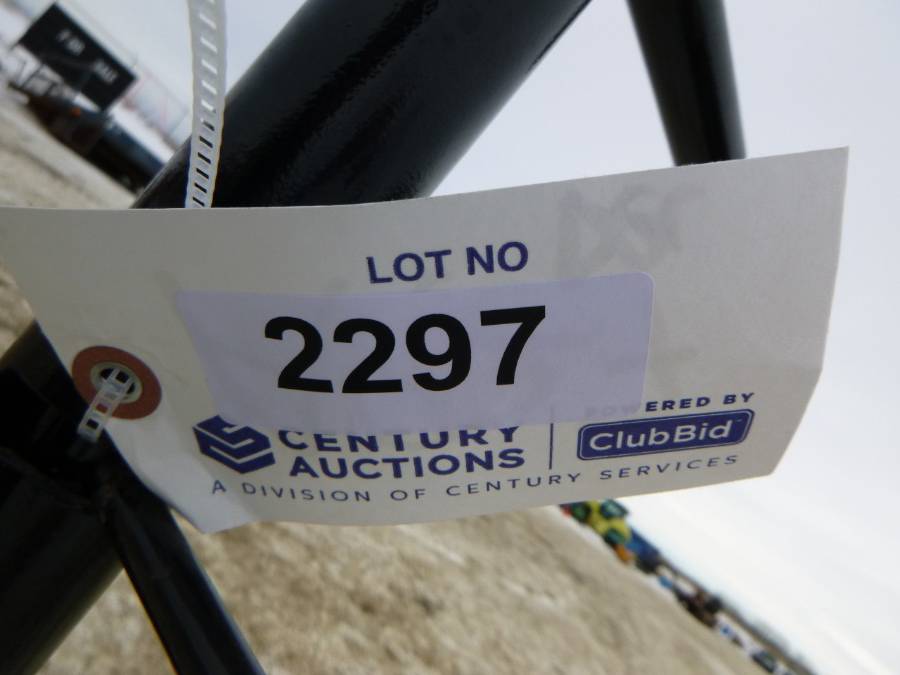 LOT NO
2297
CENTURY
AUCTIONS
POWERED BY
ClubBid
A DIVISION OF CENTURY SERVICES